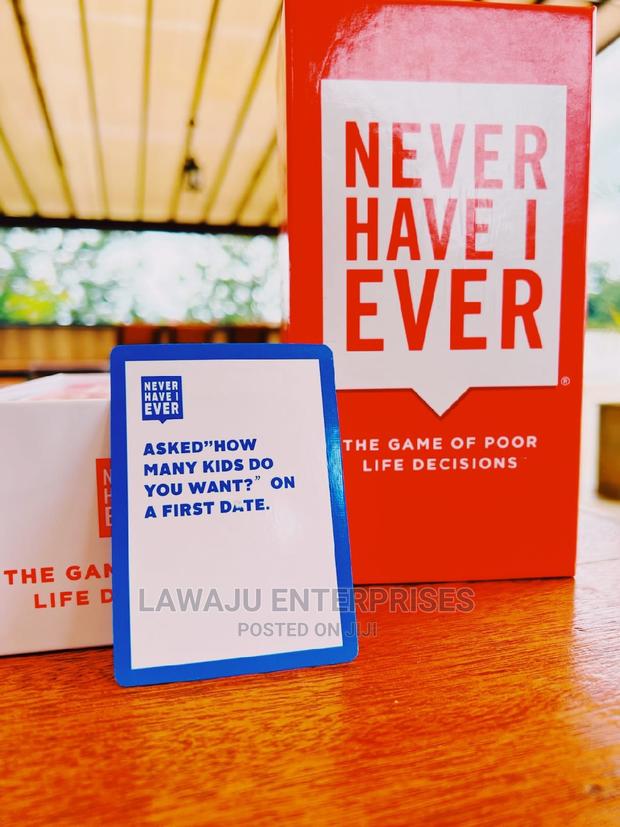 NEVER
HAVE I
EVER
®
THE GAME OF POOR
LIFE DECISIONS
NEVER
HAVE I
EVER
ASKED"HOW
MANY KIDS DO
YOU WANT?" ON
A FIRST DATE.
THE GAM
LIFE D
LAWAJU ENTERPRISES
POSTED ON JIJI